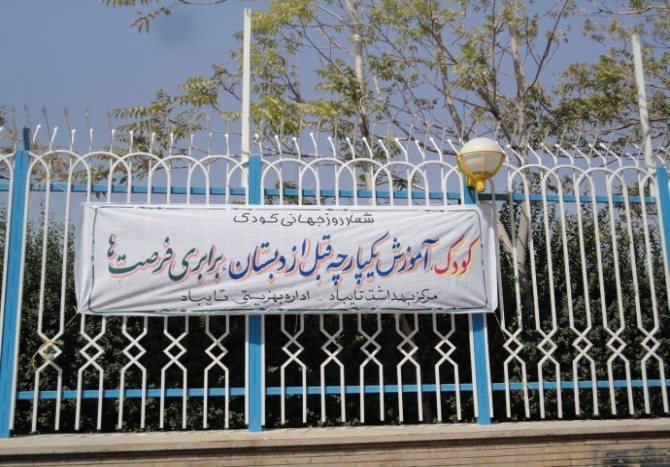 شعار روز جهانی کودک
کودک، آموزش یکپارچه قبل از دبستان، برابری فرصت ها
مرکز بهداشت تایباد - اداره بهزیستی تایباد